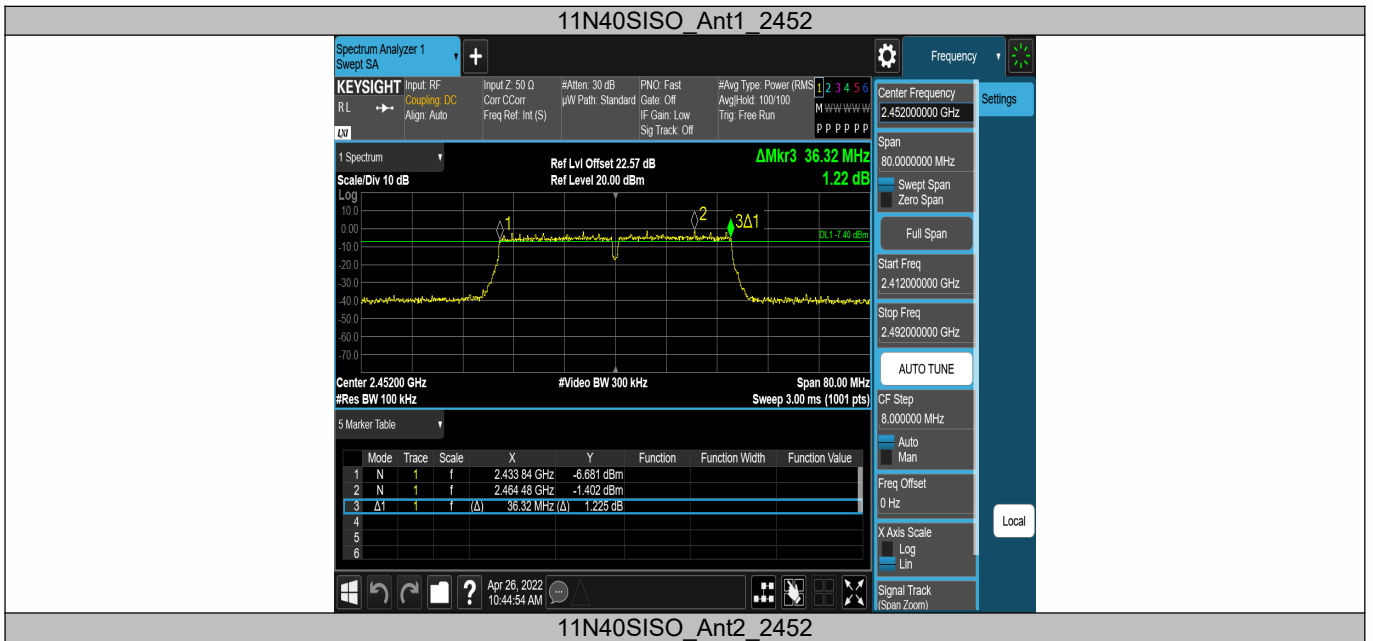 11N40SISO_Ant1_2452
Spectrum Analyzer 1
Swept SA
+
Frequency
KEYSIGHT
RL
LXI
Input: RF
Coupling: DC
Align: Auto
Input Z: 50 Ω
Corr CCorr
Freq Ref: Int (S)
#Atten: 30 dB
µW Path: Standard
PNO: Fast
Gate: Off
IF Gain: Low
Sig Track: Off
#Avg Type: Power (RMS
Avg|Hold: 100/100
Trig: Free Run
1 2 3 4 5 6
M W W W W W
P P P P P P
1 Spectrum
Scale/Div 10 dB
Ref Lvl Offset 22.57 dB
Ref Level 20.00 dBm
ΔMkr3 36.32 MHz
1.22 dB
Log
10.0
0.00
-10.0
-20.0
-30.0
-40.0
-50.0
-60.0
-70.0
1
2
3Δ1
DL1 -7.40 dBm
Center 2.45200 GHz
#Video BW 300 kHz
Span 80.00 MHz
#Res BW 100 kHz
Sweep 3.00 ms (1001 pts)
5 Marker Table
Mode Trace Scale X Y Function Function Width Function Value
1 N 1 f 2.433 84 GHz -6.681 dBm
2 N 1 f 2.464 48 GHz -1.402 dBm
3 Δ1 1 f (Δ) 36.32 MHz (Δ) 1.225 dB
4
5
6
?
Apr 26, 2022
10:44:54 AM
Center Frequency
2.452000000 GHz
Span
80.0000000 MHz
Swept Span
Zero Span
Full Span
Start Freq
2.412000000 GHz
Stop Freq
2.492000000 GHz
AUTO TUNE
CF Step
8.000000 MHz
Auto
Man
Freq Offset
0 Hz
X Axis Scale
Log
Lin
Signal Track
(Span Zoom)
Settings
Local
11N40SISO_Ant2_2452